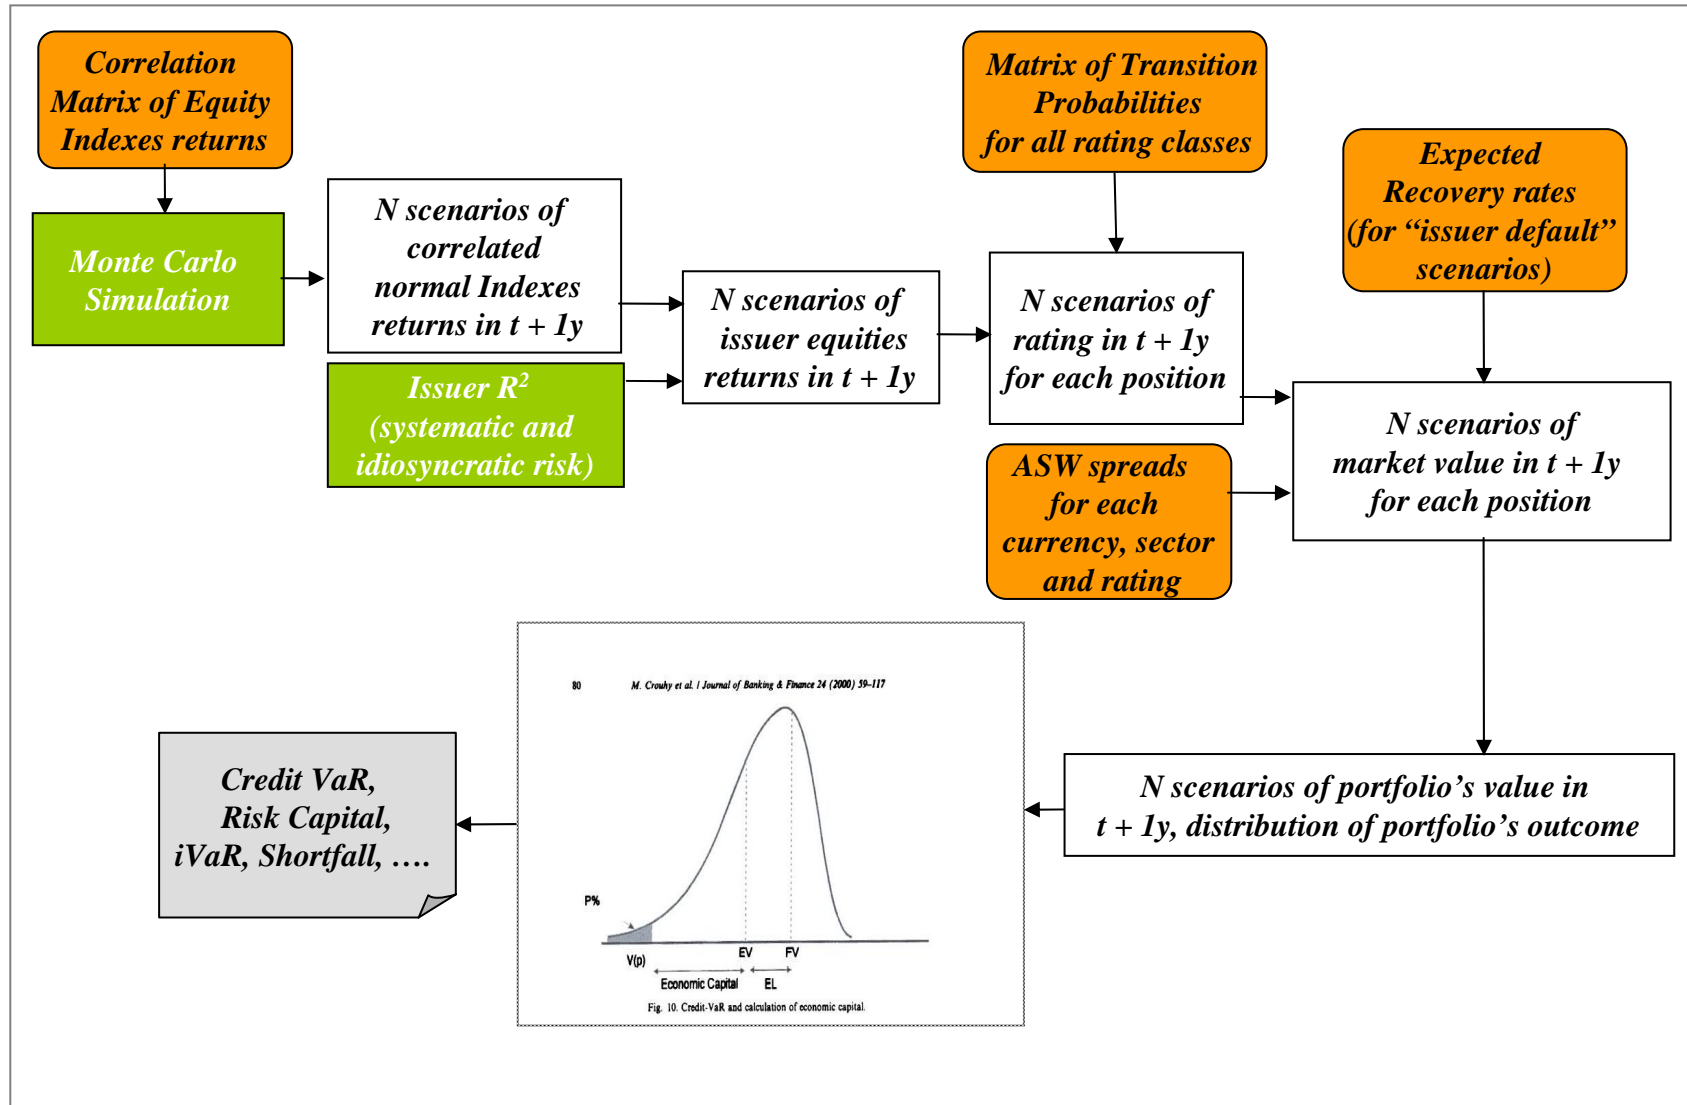 Correlation
Matrix of Equity
Indexes returns
Matrix of Transition
Probabilities
for all rating classes
Expected
Recovery rates
(for “issuer default”
scenarios)
Monte Carlo
Simulation
N scenarios of
correlated
normal Indexes
returns in t + 1y
Issuer R²
(systematic and
idiosyncratic risk)
N scenarios of
issuer equities
returns in t + 1y
N scenarios of
rating in t + 1y
for each position
ASW spreads
for each
currency, sector
and rating
N scenarios of
market value in t + 1y
for each position
80 M. Crouhy et al. / Journal of Banking & Finance 24 (2000) 59–117
P%
V(p)
EV
FV
Economic Capital
EL
Fig. 10. Credit-VaR and calculation of economic capital.
N scenarios of portfolio’s value in
t + 1y, distribution of portfolio’s outcome
Credit VaR,
Risk Capital,
iVaR, Shortfall, ….